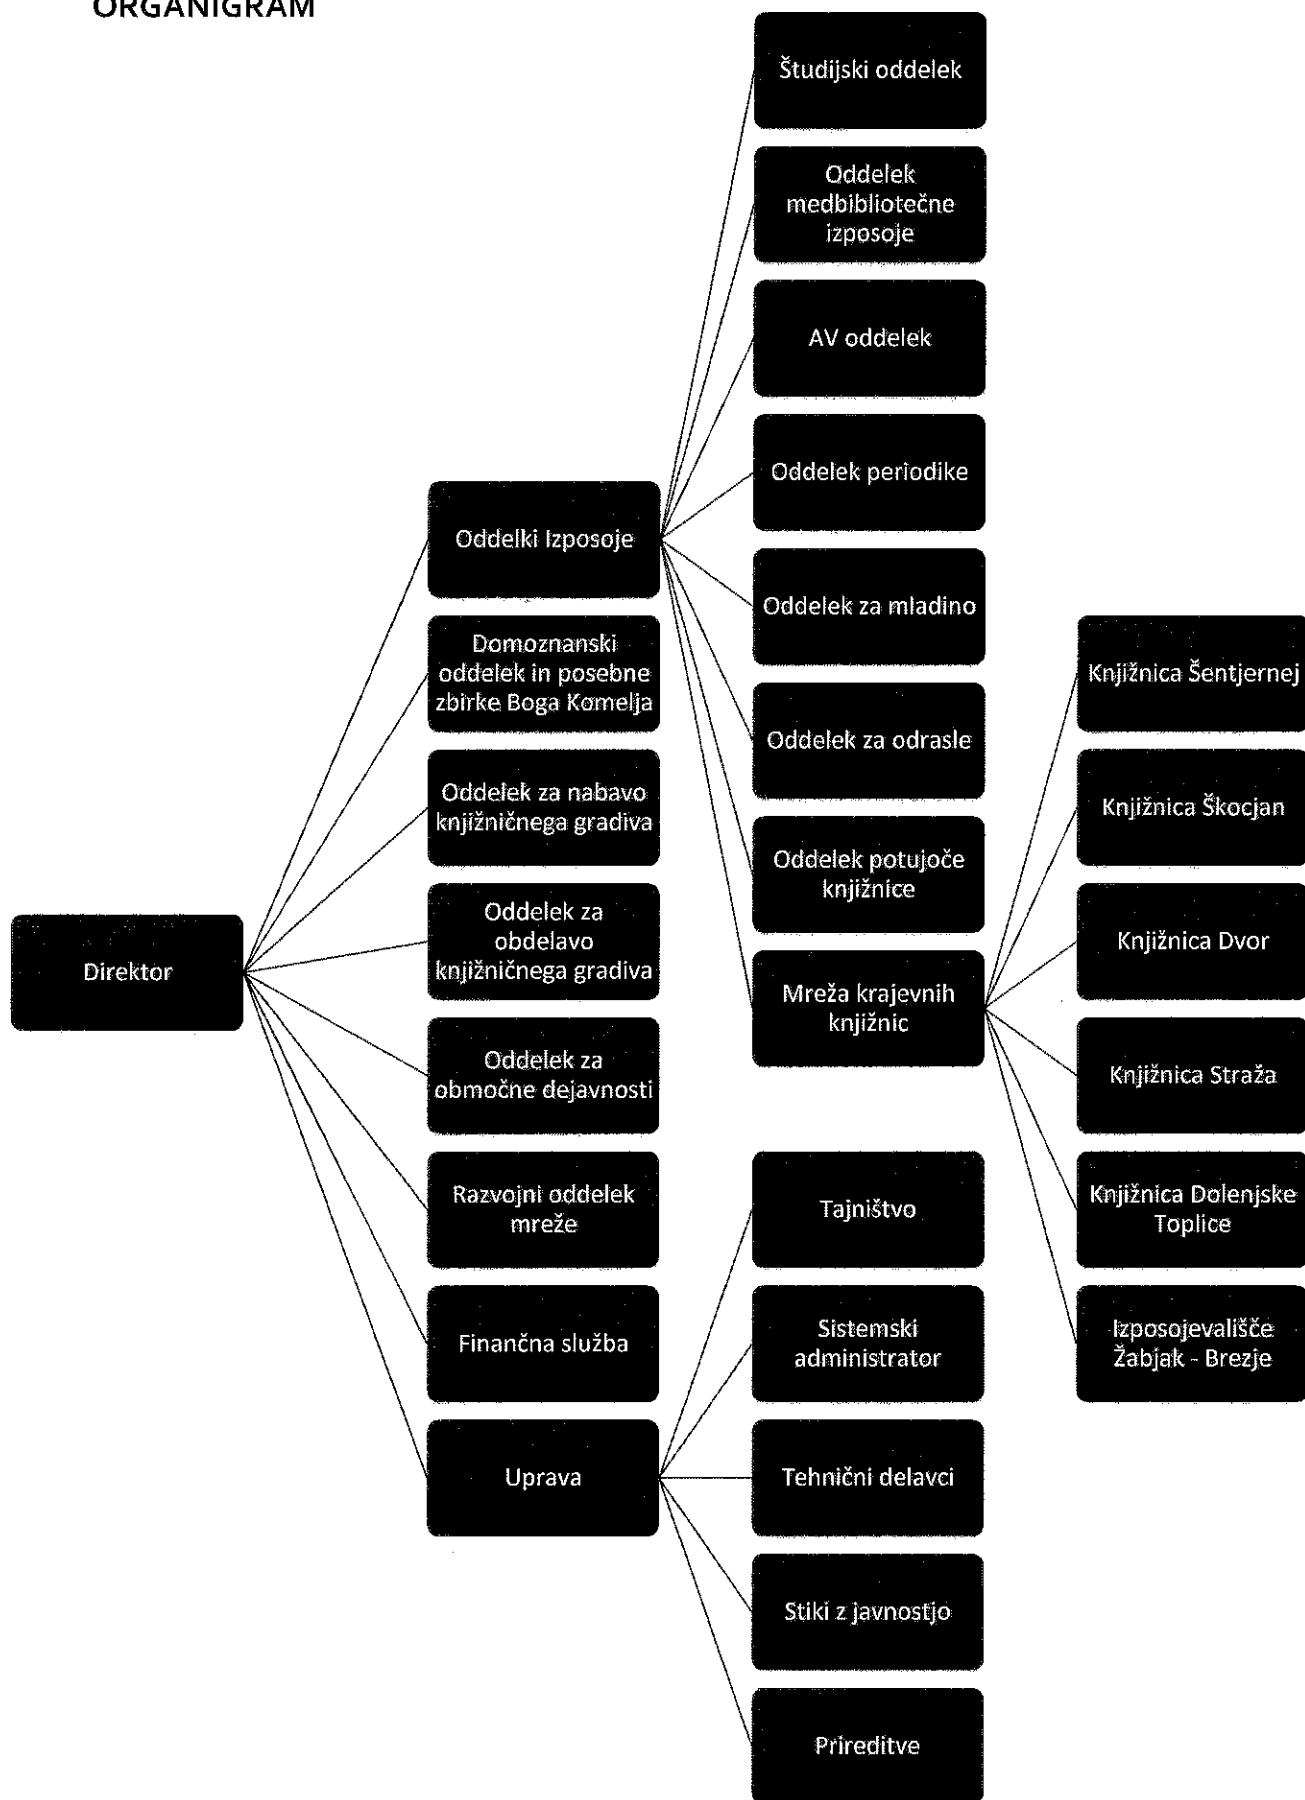 ORGANIGRAM
Študijski oddelek
Oddelek
medbibliotečne
izposoje
AV oddelek
Oddelek periodike
Oddelki Izposoje
Oddelek za mladino
Domoznanski
oddelek in posebne
zbirke Boga Komelja
Knjižnica Šentjernej
Oddelek za odrasle
Oddelek za nabavo
knjižničnega gradiva
Knjižnica Škocjan
Oddelek potujoče
knjižnice
Oddelek za
obdelavo
knjižničnega gradiva
Knjižnica Dvor
Direktor
Mreža krajevnih
knjižnic
Oddelek za
območne dejavnosti
Knjižnica Straža
Razvojni oddelek
mreže
Tajništvo
Knjižnica Dolenjske
Toplice
Finančna služba
Sistemski
administrator
Izposojevališče
Žabjak - Brezje
Uprava
Tehnični delavci
Stiki z javnostjo
Prireditve